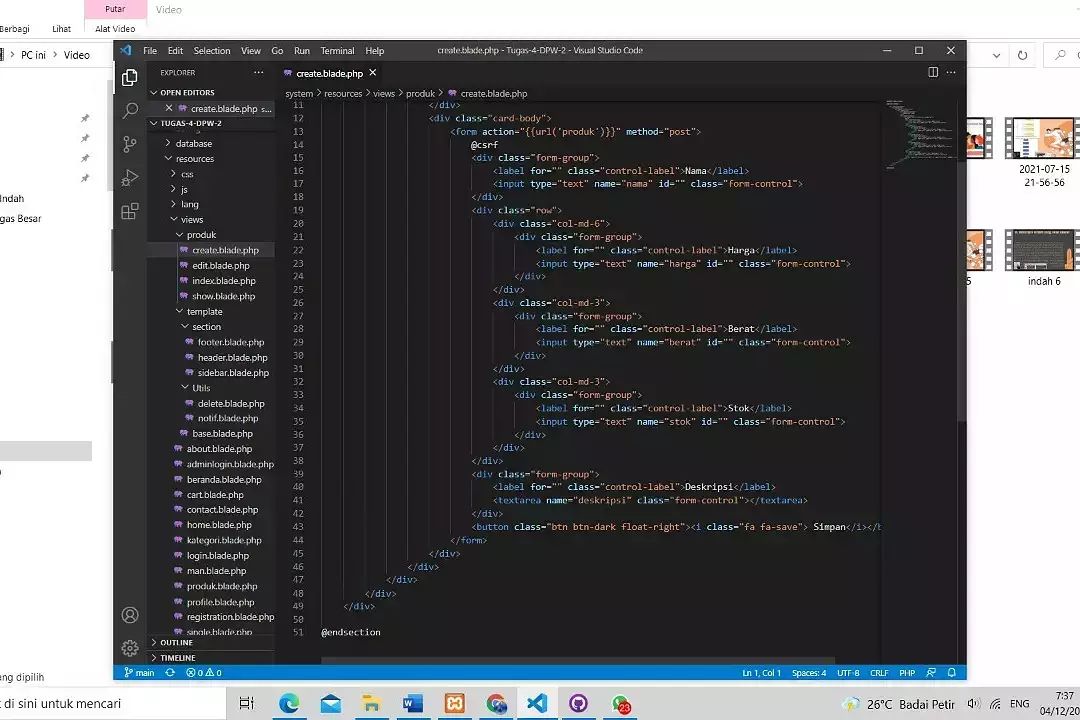 Putar
Video
Berbagi
Lihat
Alat Video
PC ini
Video
File Edit Selection View Go Run Terminal Help
create.blade.php - Tugas-4-DPW-2 - Visual Studio Code
EXPLORER
create.blade.php
OPEN EDITORS
create.blade.php s...
TUGAS-4-DPW-2
database
resources
css
js
lang
views
produk
create.blade.php
edit.blade.php
index.blade.php
show.blade.php
template
section
footer.blade.php
header.blade.php
sidebar.blade.php
Utils
delete.blade.php
notif.blade.php
base.blade.php
about.blade.php
adminlogin.blade.php
beranda.blade.php
cart.blade.php
contact.blade.php
home.blade.php
kategori.blade.php
login.blade.php
man.blade.php
produk.blade.php
profile.blade.php
registration.blade.php
single.blade.php
OUTLINE
TIMELINE
system > resources > views > produk > create.blade.php
11 </div>
12 <div class="card-body">
13 <form action="{{url('produk')}}" method="post">
14 @csrf
15 <div class="form-group">
16 <label for="" class="control-label">Nama</label>
17 <input type="text" name="nama" id="" class="form-control">
18 </div>
19 <div class="row">
20 <div class="col-md-6">
21 <div class="form-group">
22 <label for="" class="control-label">Harga</label>
23 <input type="text" name="harga" id="" class="form-control">
24 </div>
25 </div>
26 <div class="col-md-3">
27 <div class="form-group">
28 <label for="" class="control-label">Berat</label>
29 <input type="text" name="berat" id="" class="form-control">
30 </div>
31 </div>
32 <div class="col-md-3">
33 <div class="form-group">
34 <label for="" class="control-label">Stok</label>
35 <input type="text" name="stok" id="" class="form-control">
36 </div>
37 </div>
38 </div>
39 <div class="form-group">
40 <label for="" class="control-label">Deskripsi</label>
41 <textarea name="deskripsi" class="form-control"></textarea>
42 </div>
43 <button class="btn btn-dark float-right"><i class="fa fa-save"> Simpan</i></b
44 </form>
45 </div>
46 </div>
47 </div>
48 </div>
49 </div>
50
51 @endsection
main
0 0
Ln 1, Col 1 Spaces: 4 UTF-8 CRLF PHP
Indah
gas Besar
2021-07-15
21-56-56
5
indah 6
ang dipilih
di sini untuk mencari
23
26°C Badai Petir
ENG
7:37
04/12/20